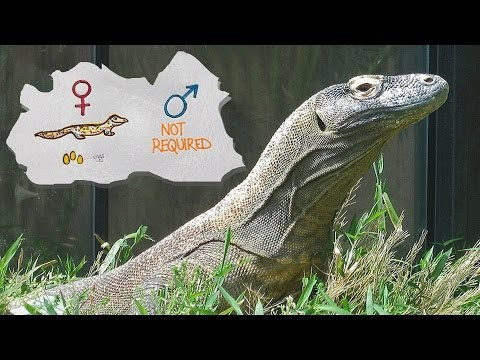 ♀
♂
NOT
REQUIRED